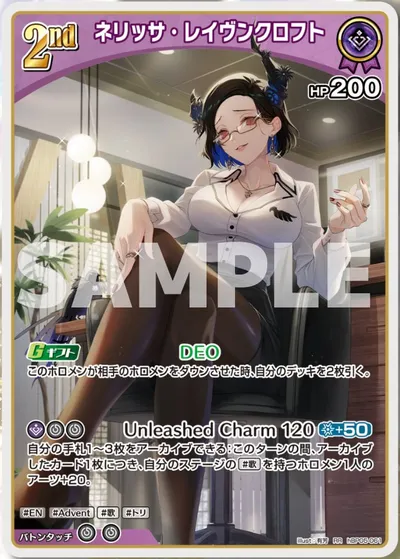 2nd
ネリッサ・レイヴンクロフト
HP200
SAMPLE
Gギフト
DEO
このホロメンが相手のホロメンをダウンさせた時、自分のデッキを2枚引く。
Unleashed Charm 120 +50
自分の手札1~3枚をアーカイブできる:このターンの間、アーカイブ
したカード1枚につき、自分のステージの #歌 を持つホロメン1人の
アーツ+20。
#EN #Advent #歌 #トリ
バトンタッチ
RR